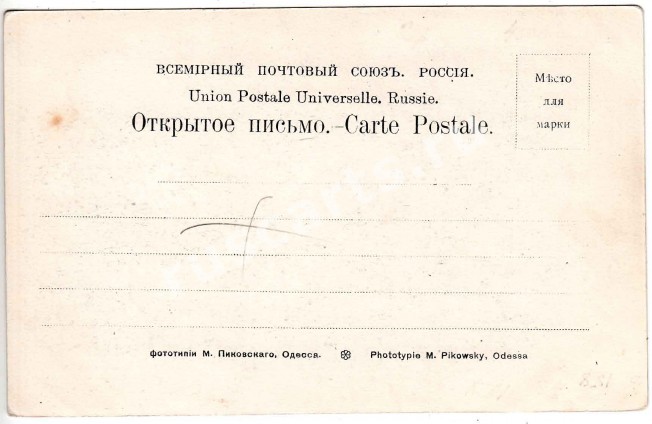 ВСЕМІРНЫЙ ПОЧТОВЫЙ СОЮЗЪ. РОССІЯ.
Union Postale Universelle. Russie.
Открытое письмо.–Carte Postale.
Мѣсто
для
марки
фототипіи М. Пиковскаго, Одесса. Phototypie M. Pikowsky, Odessa